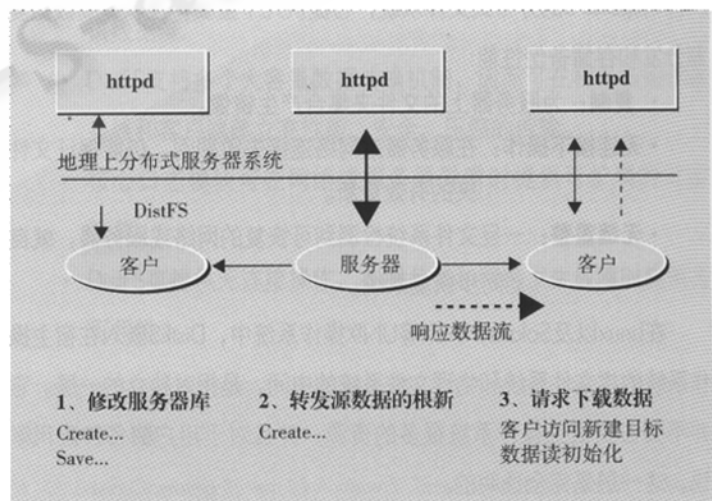 httpd
httpd
httpd
地理上分布式服务器系统
DistFS
客户
服务器
客户
响应数据流
1、修改服务器库
Create...
Save...
2、转发源数据的根新
Create...
3、请求下载数据
客户访问新建目标
数据读初始化